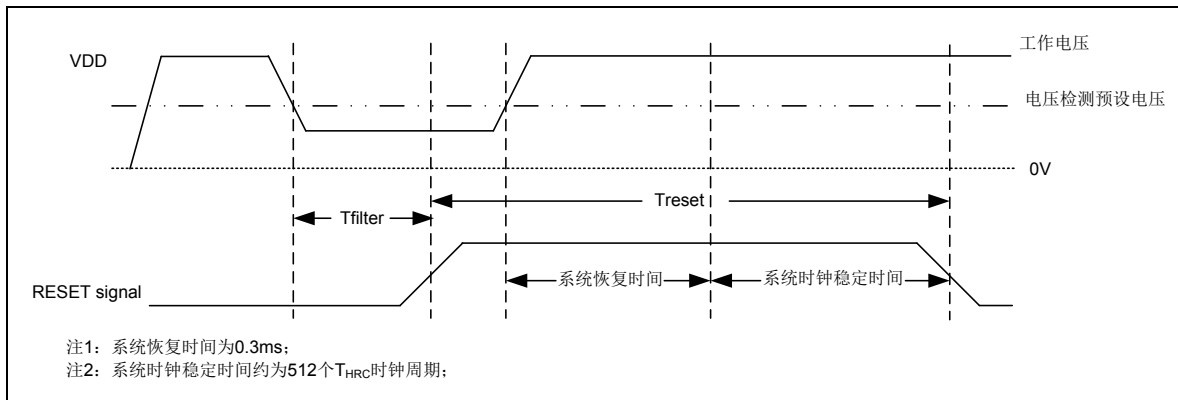 工作电压
VDD
电压检测预设电压
0V
Treset
Tfilter
系统恢复时间
系统时钟稳定时间
RESET signal
注1：系统恢复时间为0.3ms；
注2：系统时钟稳定时间约为512个THRC时钟周期；